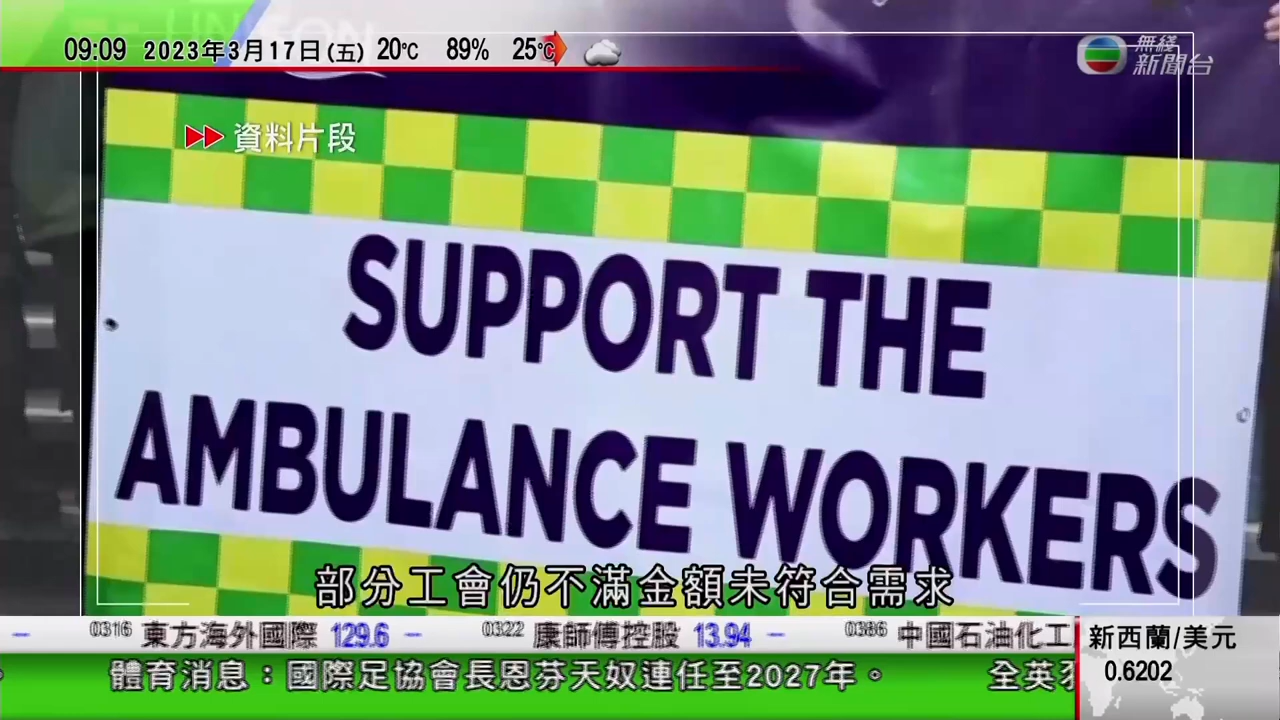 UNISON
09:09 2023年3月17日(五) 20℃ 89% 25℃
無綫
新聞台
資料片段
SUPPORT THE
AMBULANCE WORKERS
部分工會仍不滿金額未符合需求
0316 東方海外國際 129.6 – 0322 康師傅控股 13.94 – 0386 中國石油化工
新西蘭/美元
0.6202
體育消息：國際足協會長恩芬天奴連任至2027年。 全英